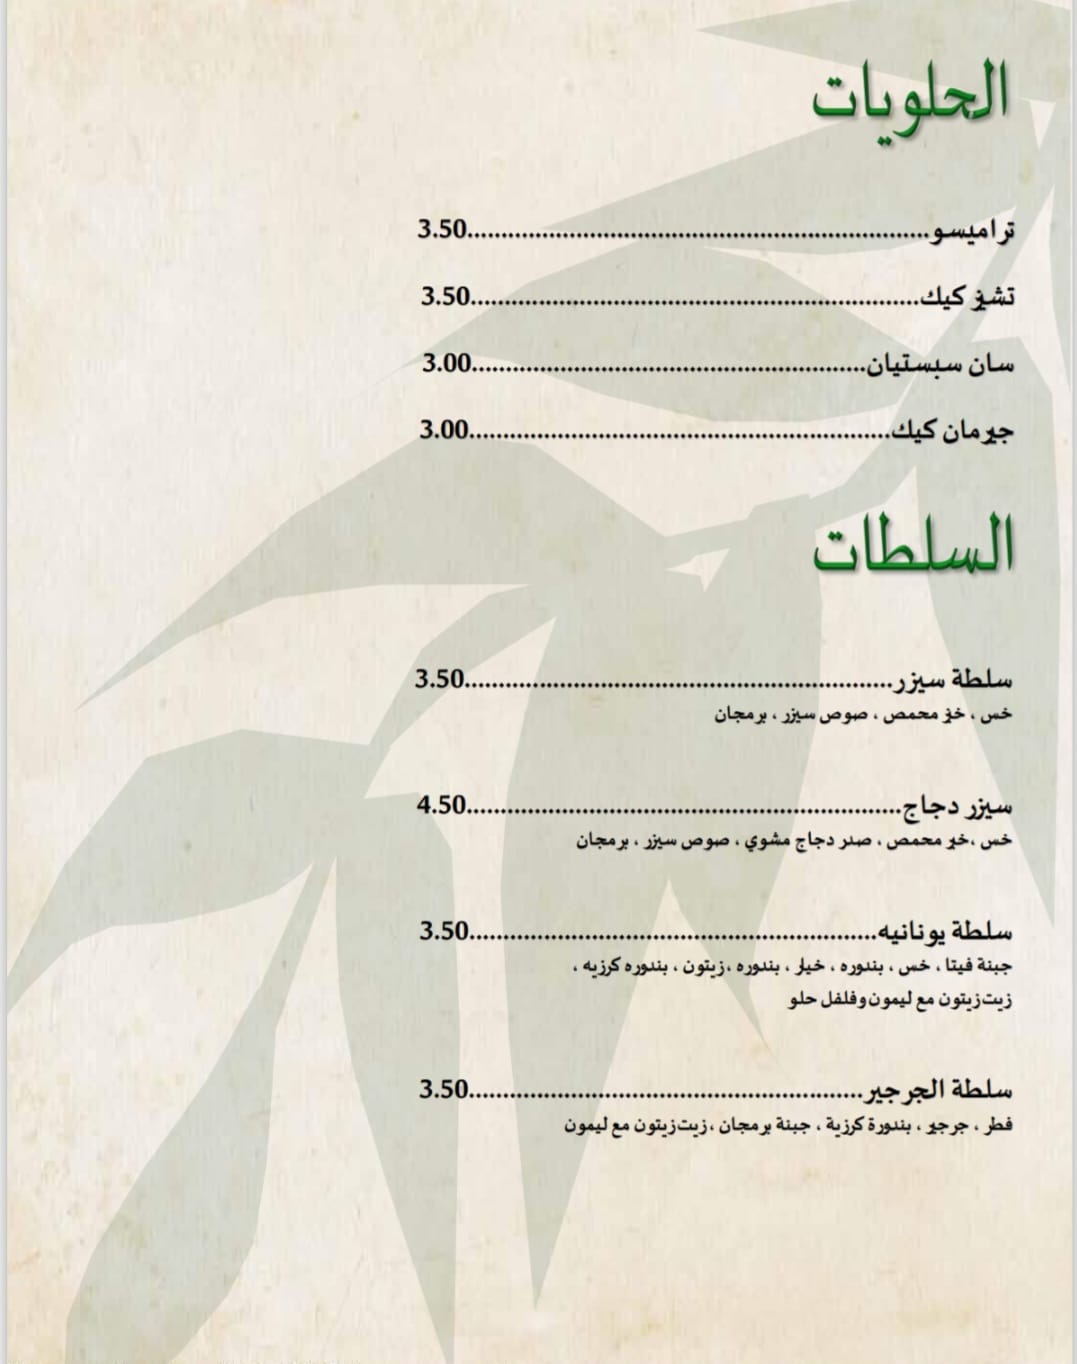 الحلويات
تراميسو......................................................................3.50
تشيز كيك...................................................................3.50
سان سبستيان...........................................................3.00
جيرمان كيك...............................................................3.00
السلطات
سلطة سيزر................................................................3.50
خس ، خبز محمص ، صوص سيزر ، برمجان
سيزر دجاج.................................................................4.50
خس ،خبز محمص ، صدر دجاج مشوي ، صوص سيزر ، برمجان
سلطة يونانيه.............................................................3.50
جبنة فيتا ، خس ، بندوره ، خيار ، بندوره ،زيتون ، بندوره كرزيه ،
زيت زيتون مع ليمون وفلفل حلو
سلطة الجرجير...........................................................3.50
فطر ، جرجير ، بندورة كرزية ، جبنة برمجان ،زيت زيتون مع ليمون